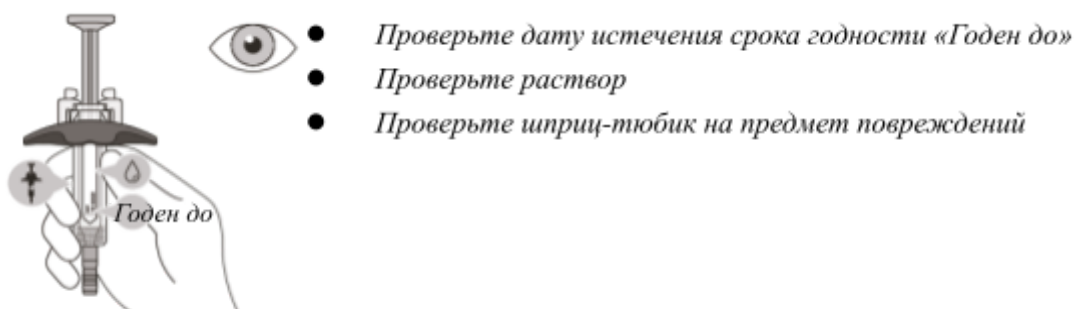 ● Проверьте дату истечения срока годности «Годен до»
● Проверьте раствор
● Проверьте шприц-тюбик на предмет повреждений
Годен до